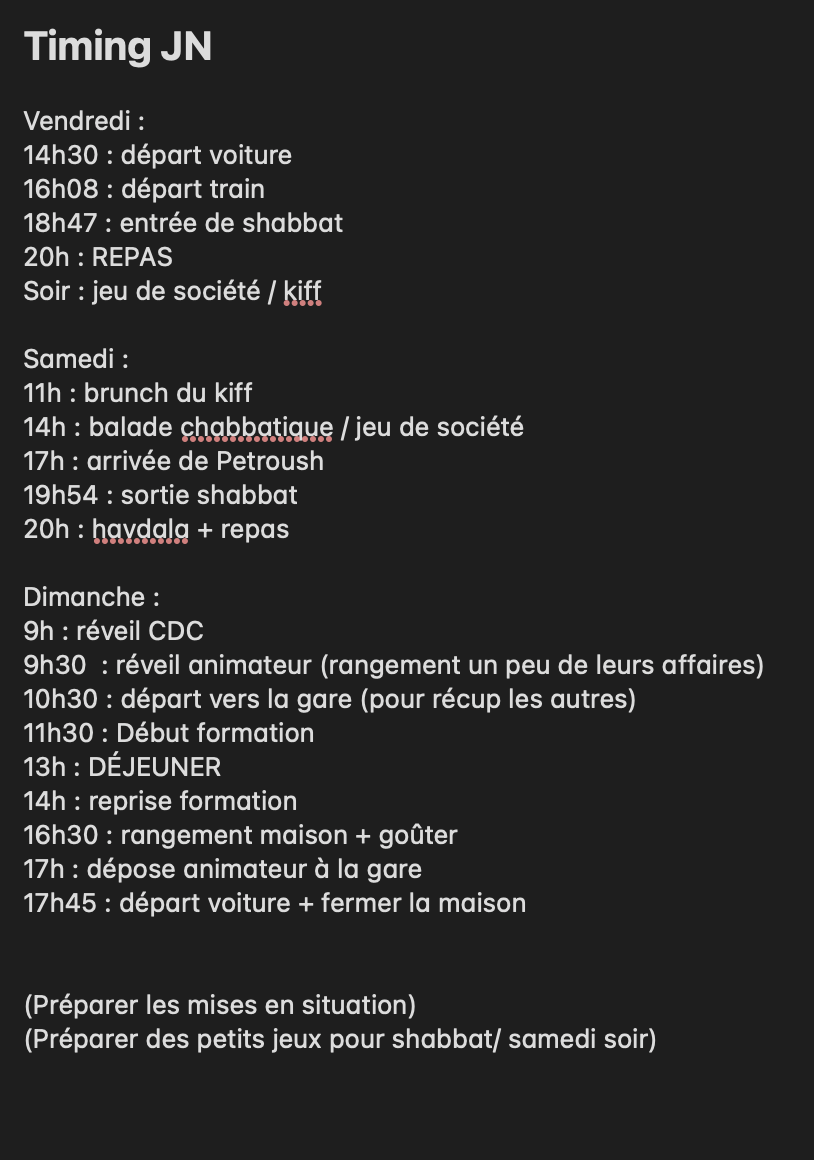 Timing JN
Vendredi :
14h30 : départ voiture
16h08 : départ train
18h47 : entrée de shabbat
20h : REPAS
Soir : jeu de société / kiff
Samedi :
11h : brunch du kiff
14h : balade chabbatique / jeu de société
17h : arrivée de Petroush
19h54 : sortie shabbat
20h : havdala + repas
Dimanche :
9h : réveil CDC
9h30  : réveil animateur (rangement un peu de leurs affaires)
10h30 : départ vers la gare (pour récup les autres)
11h30 : Début formation
13h : DÉJEUNER
14h : reprise formation
16h30 : rangement maison + goûter
17h : dépose animateur à la gare
17h45 : départ voiture + fermer la maison
(Préparer les mises en situation)
(Préparer des petits jeux pour shabbat/ samedi soir)